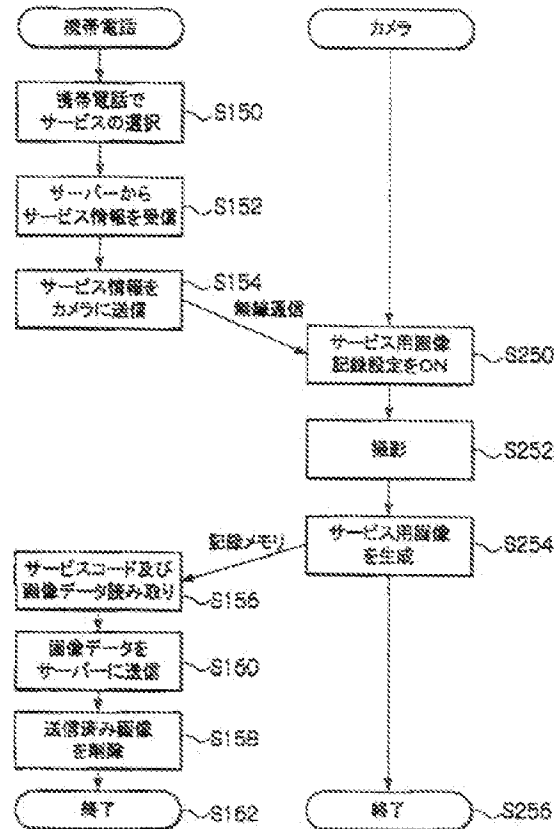 携帯電話
カメラ
携帯電話で
サービスの選択
S150
サーバーから
サービス情報を受信
S152
サービス情報を
カメラに送信
S154
無線通信
サービス用画像
記録設定をON
S250
撮影
S252
サービス用画像
を生成
S254
記録メモリ
サービスコード及び
画像データ読み取り
S156
画像データを
サーバーに送信
S160
送信済み画像
を削除
S158
終了
S162
終了
S256